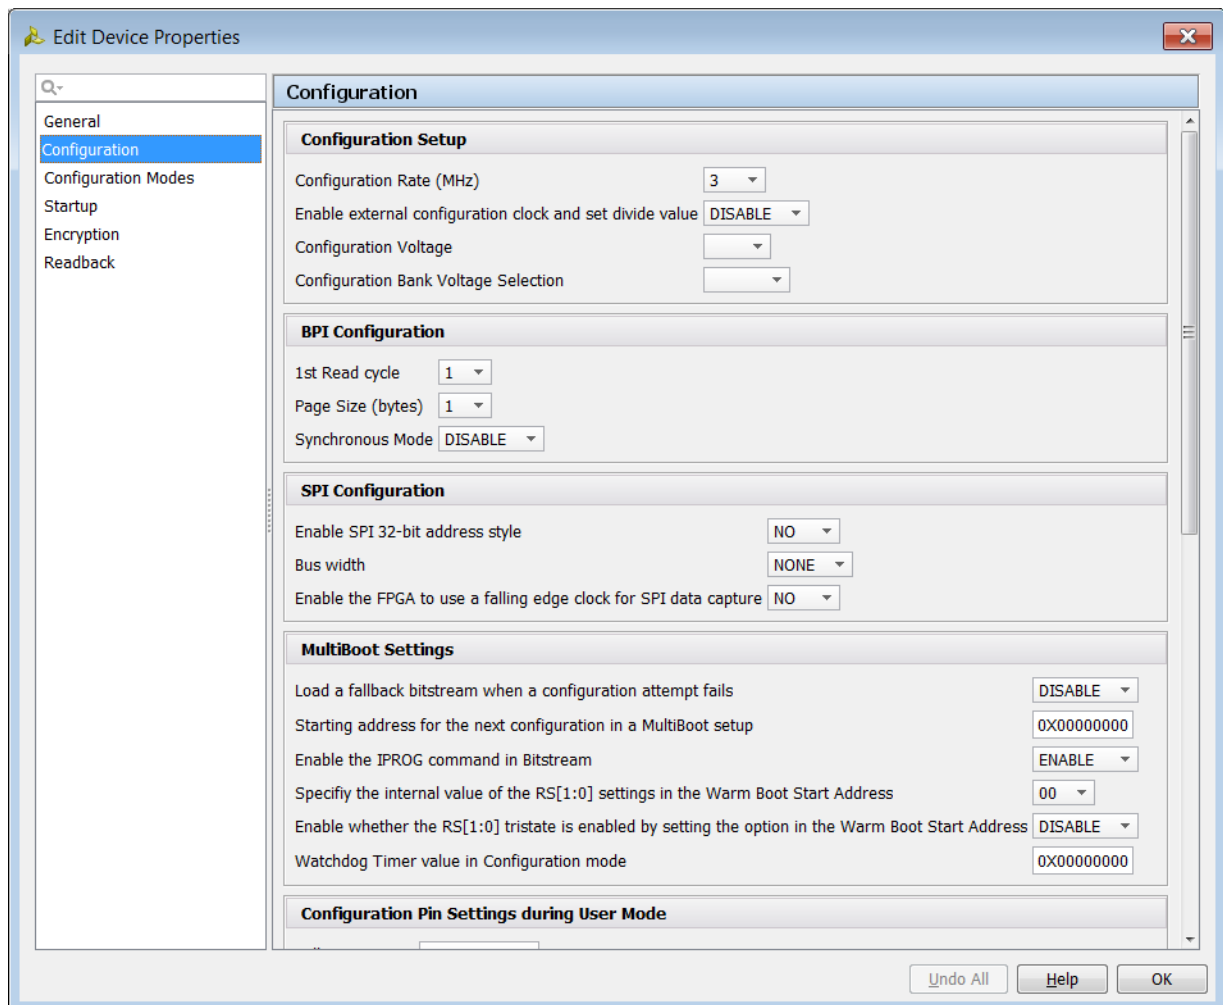 Edit Device Properties
General
Configuration
Configuration Modes
Startup
Encryption
Readback
Configuration
Configuration Setup
Configuration Rate (MHz) 3
Enable external configuration clock and set divide value DISABLE
Configuration Voltage
Configuration Bank Voltage Selection
BPI Configuration
1st Read cycle 1
Page Size (bytes) 1
Synchronous Mode DISABLE
SPI Configuration
Enable SPI 32-bit address style NO
Bus width NONE
Enable the FPGA to use a falling edge clock for SPI data capture NO
MultiBoot Settings
Load a fallback bitstream when a configuration attempt fails DISABLE
Starting address for the next configuration in a MultiBoot setup 0X00000000
Enable the IPROG command in Bitstream ENABLE
Specifiy the internal value of the RS[1:0] settings in the Warm Boot Start Address 00
Enable whether the RS[1:0] tristate is enabled by setting the option in the Warm Boot Start Address DISABLE
Watchdog Timer value in Configuration mode 0X00000000
Configuration Pin Settings during User Mode
Undo All Help OK